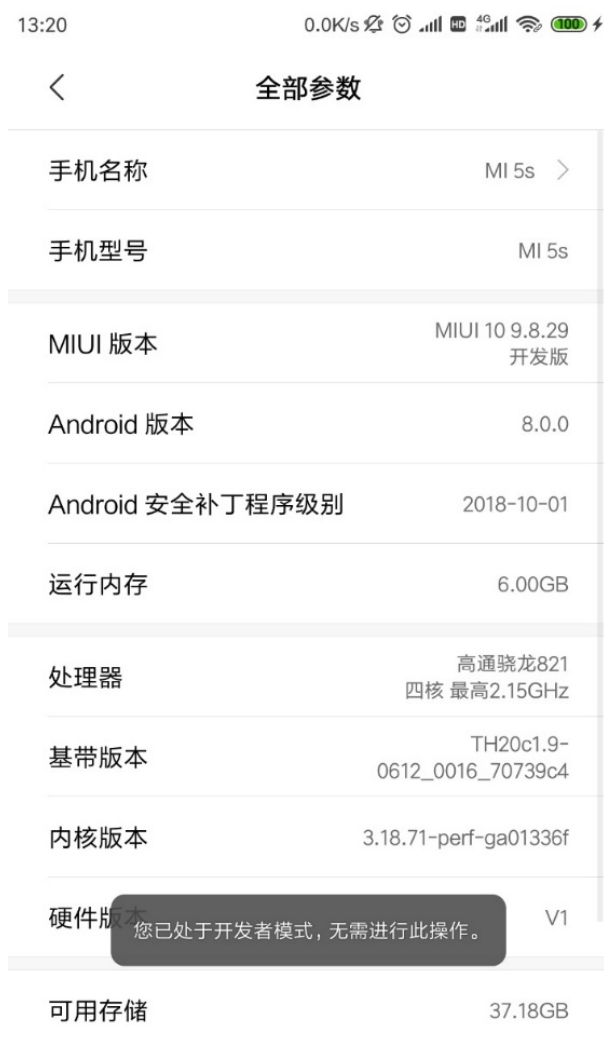 13:20 0.0K/s HD 4G 100
全部参数
手机名称 MI 5s
手机型号 MI 5s
MIUI 版本 MIUI 10 9.8.29
开发版
Android 版本 8.0.0
Android 安全补丁程序级别 2018-10-01
运行内存 6.00GB
处理器 高通骁龙821
四核 最高2.15GHz
基带版本 TH20c1.9-
0612_0016_70739c4
内核版本 3.18.71-perf-ga01336f
硬件版本 V1
您已处于开发者模式，无需进行此操作。
可用存储 37.18GB